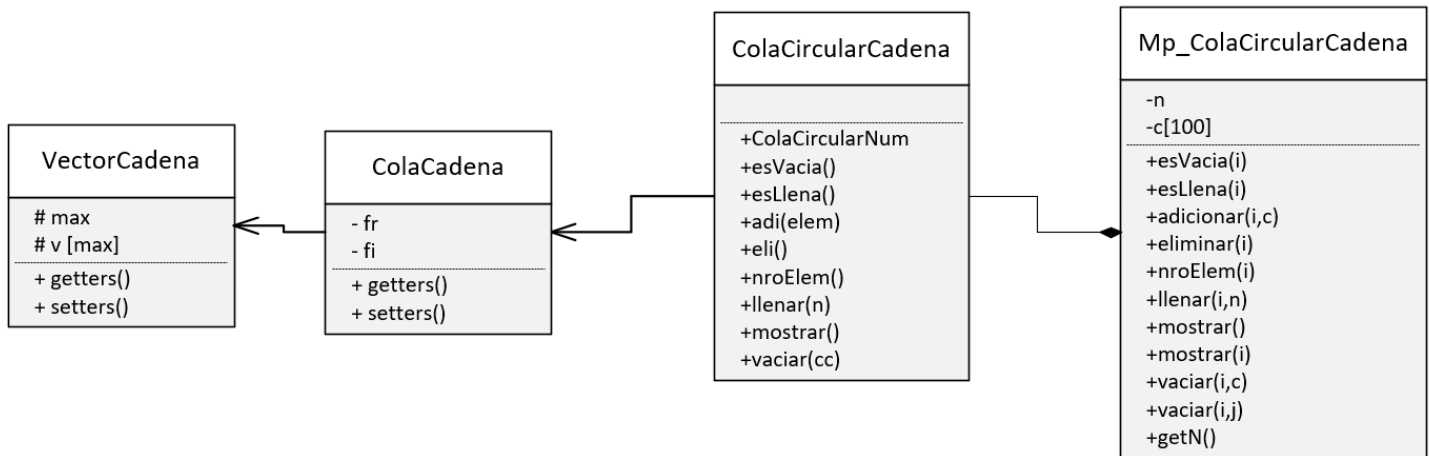 VectorCadena
# max
# v [max]
+ getters()
+ setters()
ColaCadena
- fr
- fi
+ getters()
+ setters()
ColaCircularCadena
+ColaCircularNum
+esVacia()
+esLlena()
+adi(elem)
+eli()
+nroElem()
+llenar(n)
+mostrar()
+vaciar(cc)
Mp_ColaCircularCadena
-n
-c[100]
+esVacia(i)
+esLlena(i)
+adicionar(i,c)
+eliminar(i)
+nroElem(i)
+llenar(i,n)
+mostrar()
+mostrar(i)
+vaciar(i,c)
+vaciar(i,j)
+getN()